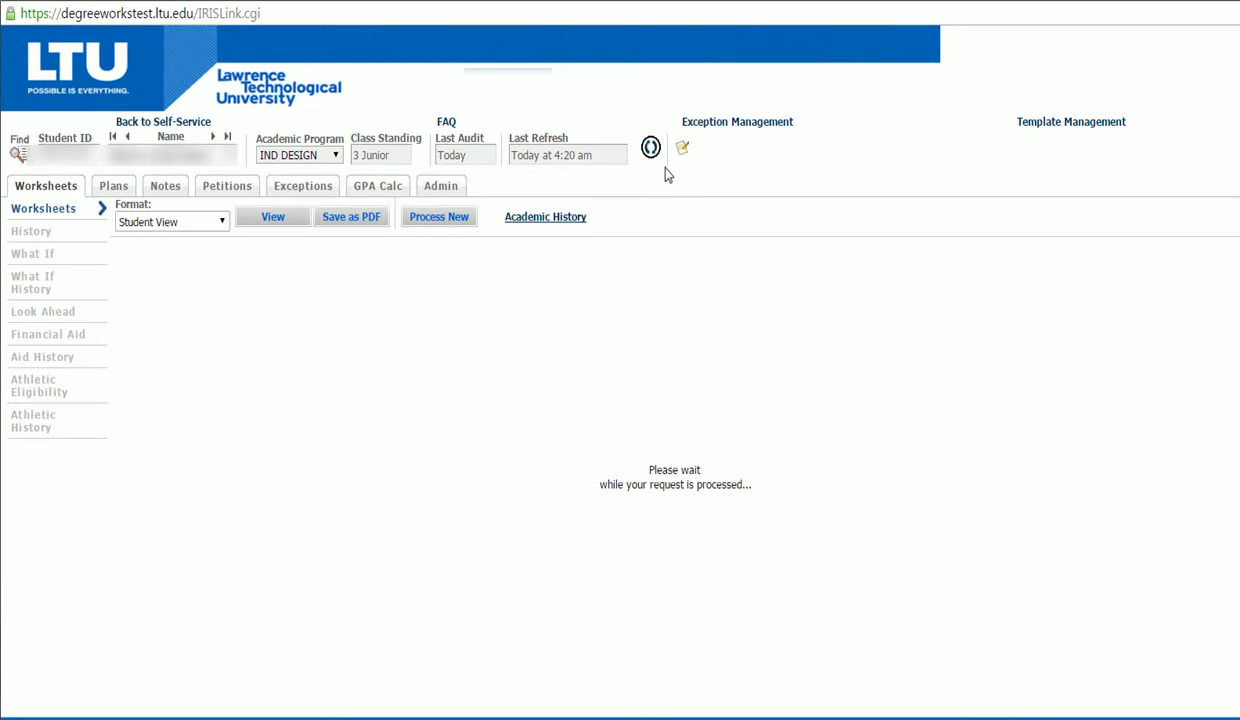 https://degreeworkstest.ltu.edu/IRISLink.cgi
LTU
POSSIBLE IS EVERYTHING.
Lawrence
Technological
University
Back to Self-Service
FAQ
Exception Management
Template Management
Find
Student ID
Name
Academic Program
Class Standing
Last Audit
Last Refresh
IND DESIGN
3 Junior
Today
Today at 4:20 am
Worksheets
Plans
Notes
Petitions
Exceptions
GPA Calc
Admin
Worksheets
Format:
Student View
View
Save as PDF
Process New
Academic History
History
What If
What If
History
Look Ahead
Financial Aid
Aid History
Athletic
Eligibility
Athletic
History
Please wait
while your request is processed...